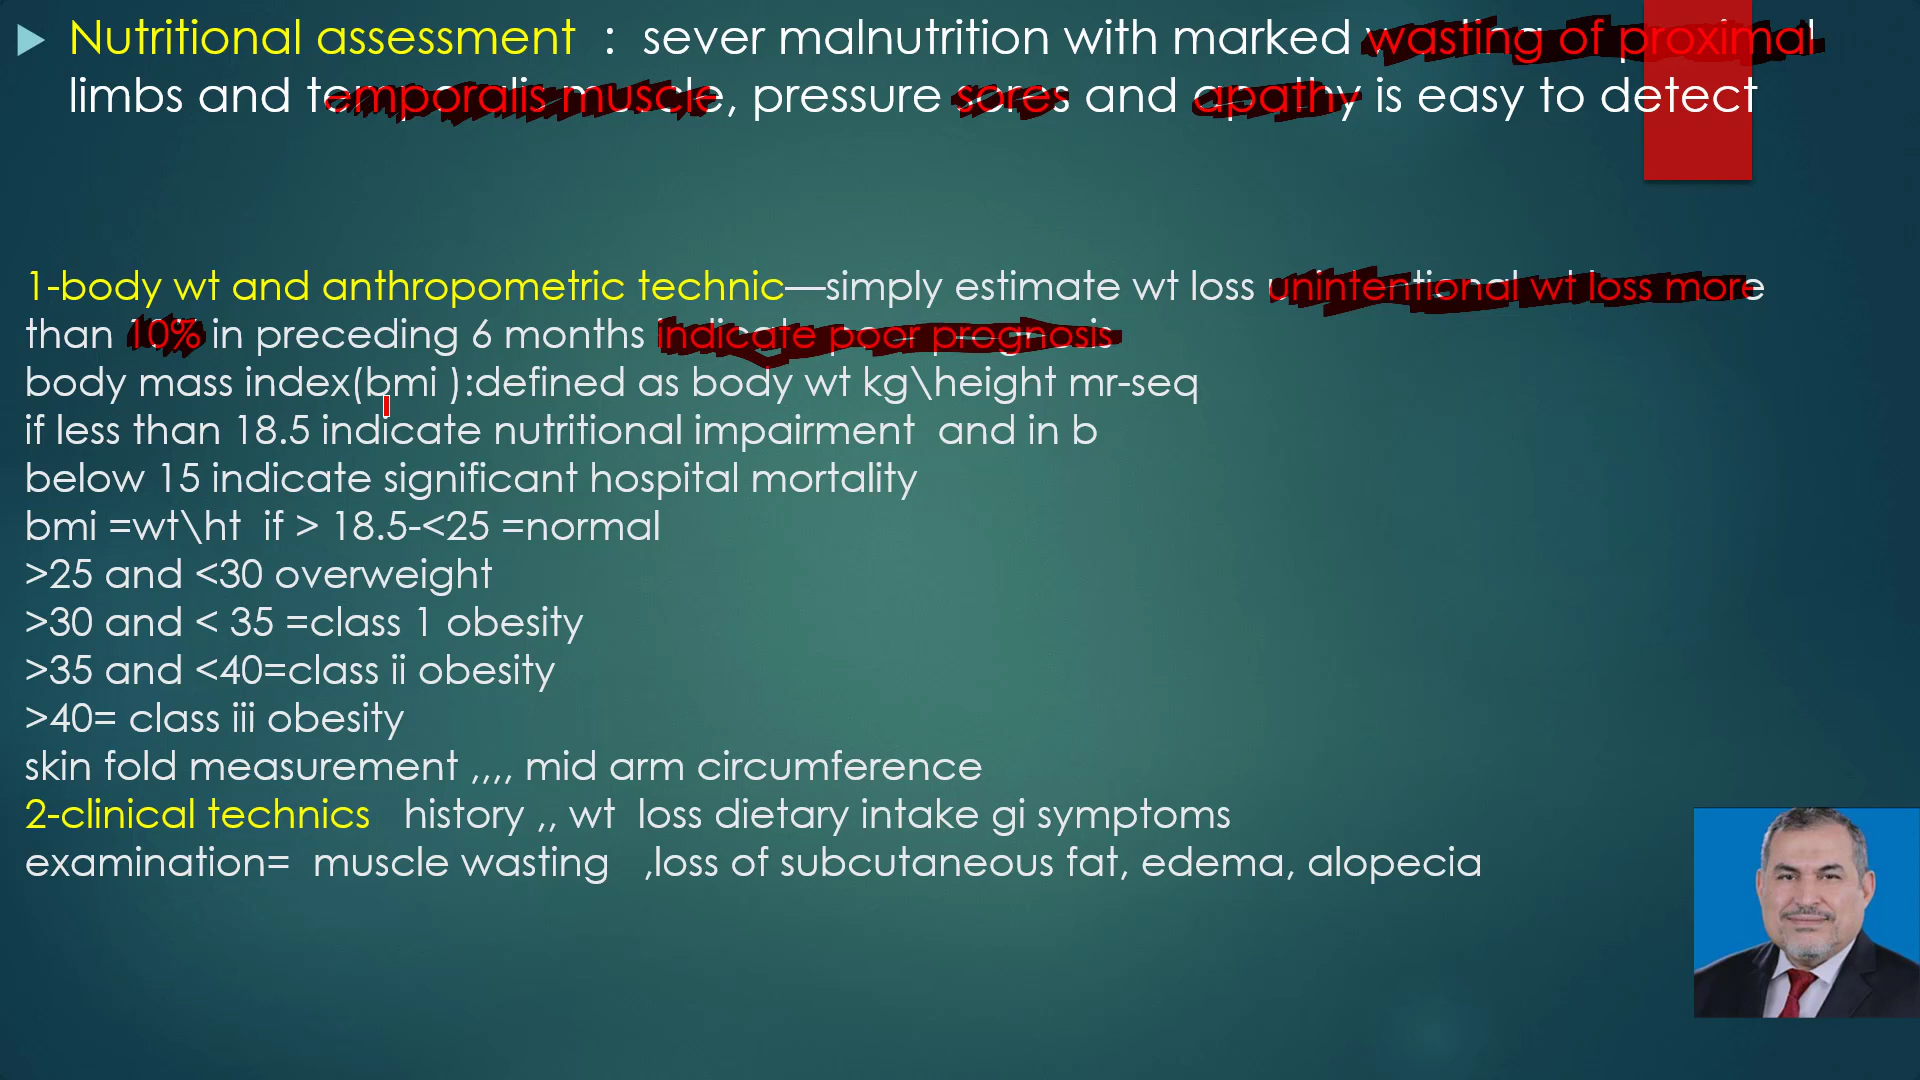 Nutritional assessment : sever malnutrition with marked wasting of proximal
limbs and temporalis muscle, pressure sores and apathy is easy to detect
1-body wt and anthropometric technic—simply estimate wt loss unintentional wt loss more
than 10% in preceding 6 months indicate poor prognosis
body mass index(bmi ):defined as body wt kg\height mr-seq
if less than 18.5 indicate nutritional impairment and in b
below 15 indicate significant hospital mortality
bmi =wt\ht if > 18.5-<25 =normal
>25 and <30 overweight
>30 and < 35 =class 1 obesity
>35 and <40=class ii obesity
>40= class iii obesity
skin fold measurement ,,,, mid arm circumference
2-clinical technics history ,, wt loss dietary intake gi symptoms
examination= muscle wasting ,loss of subcutaneous fat, edema, alopecia